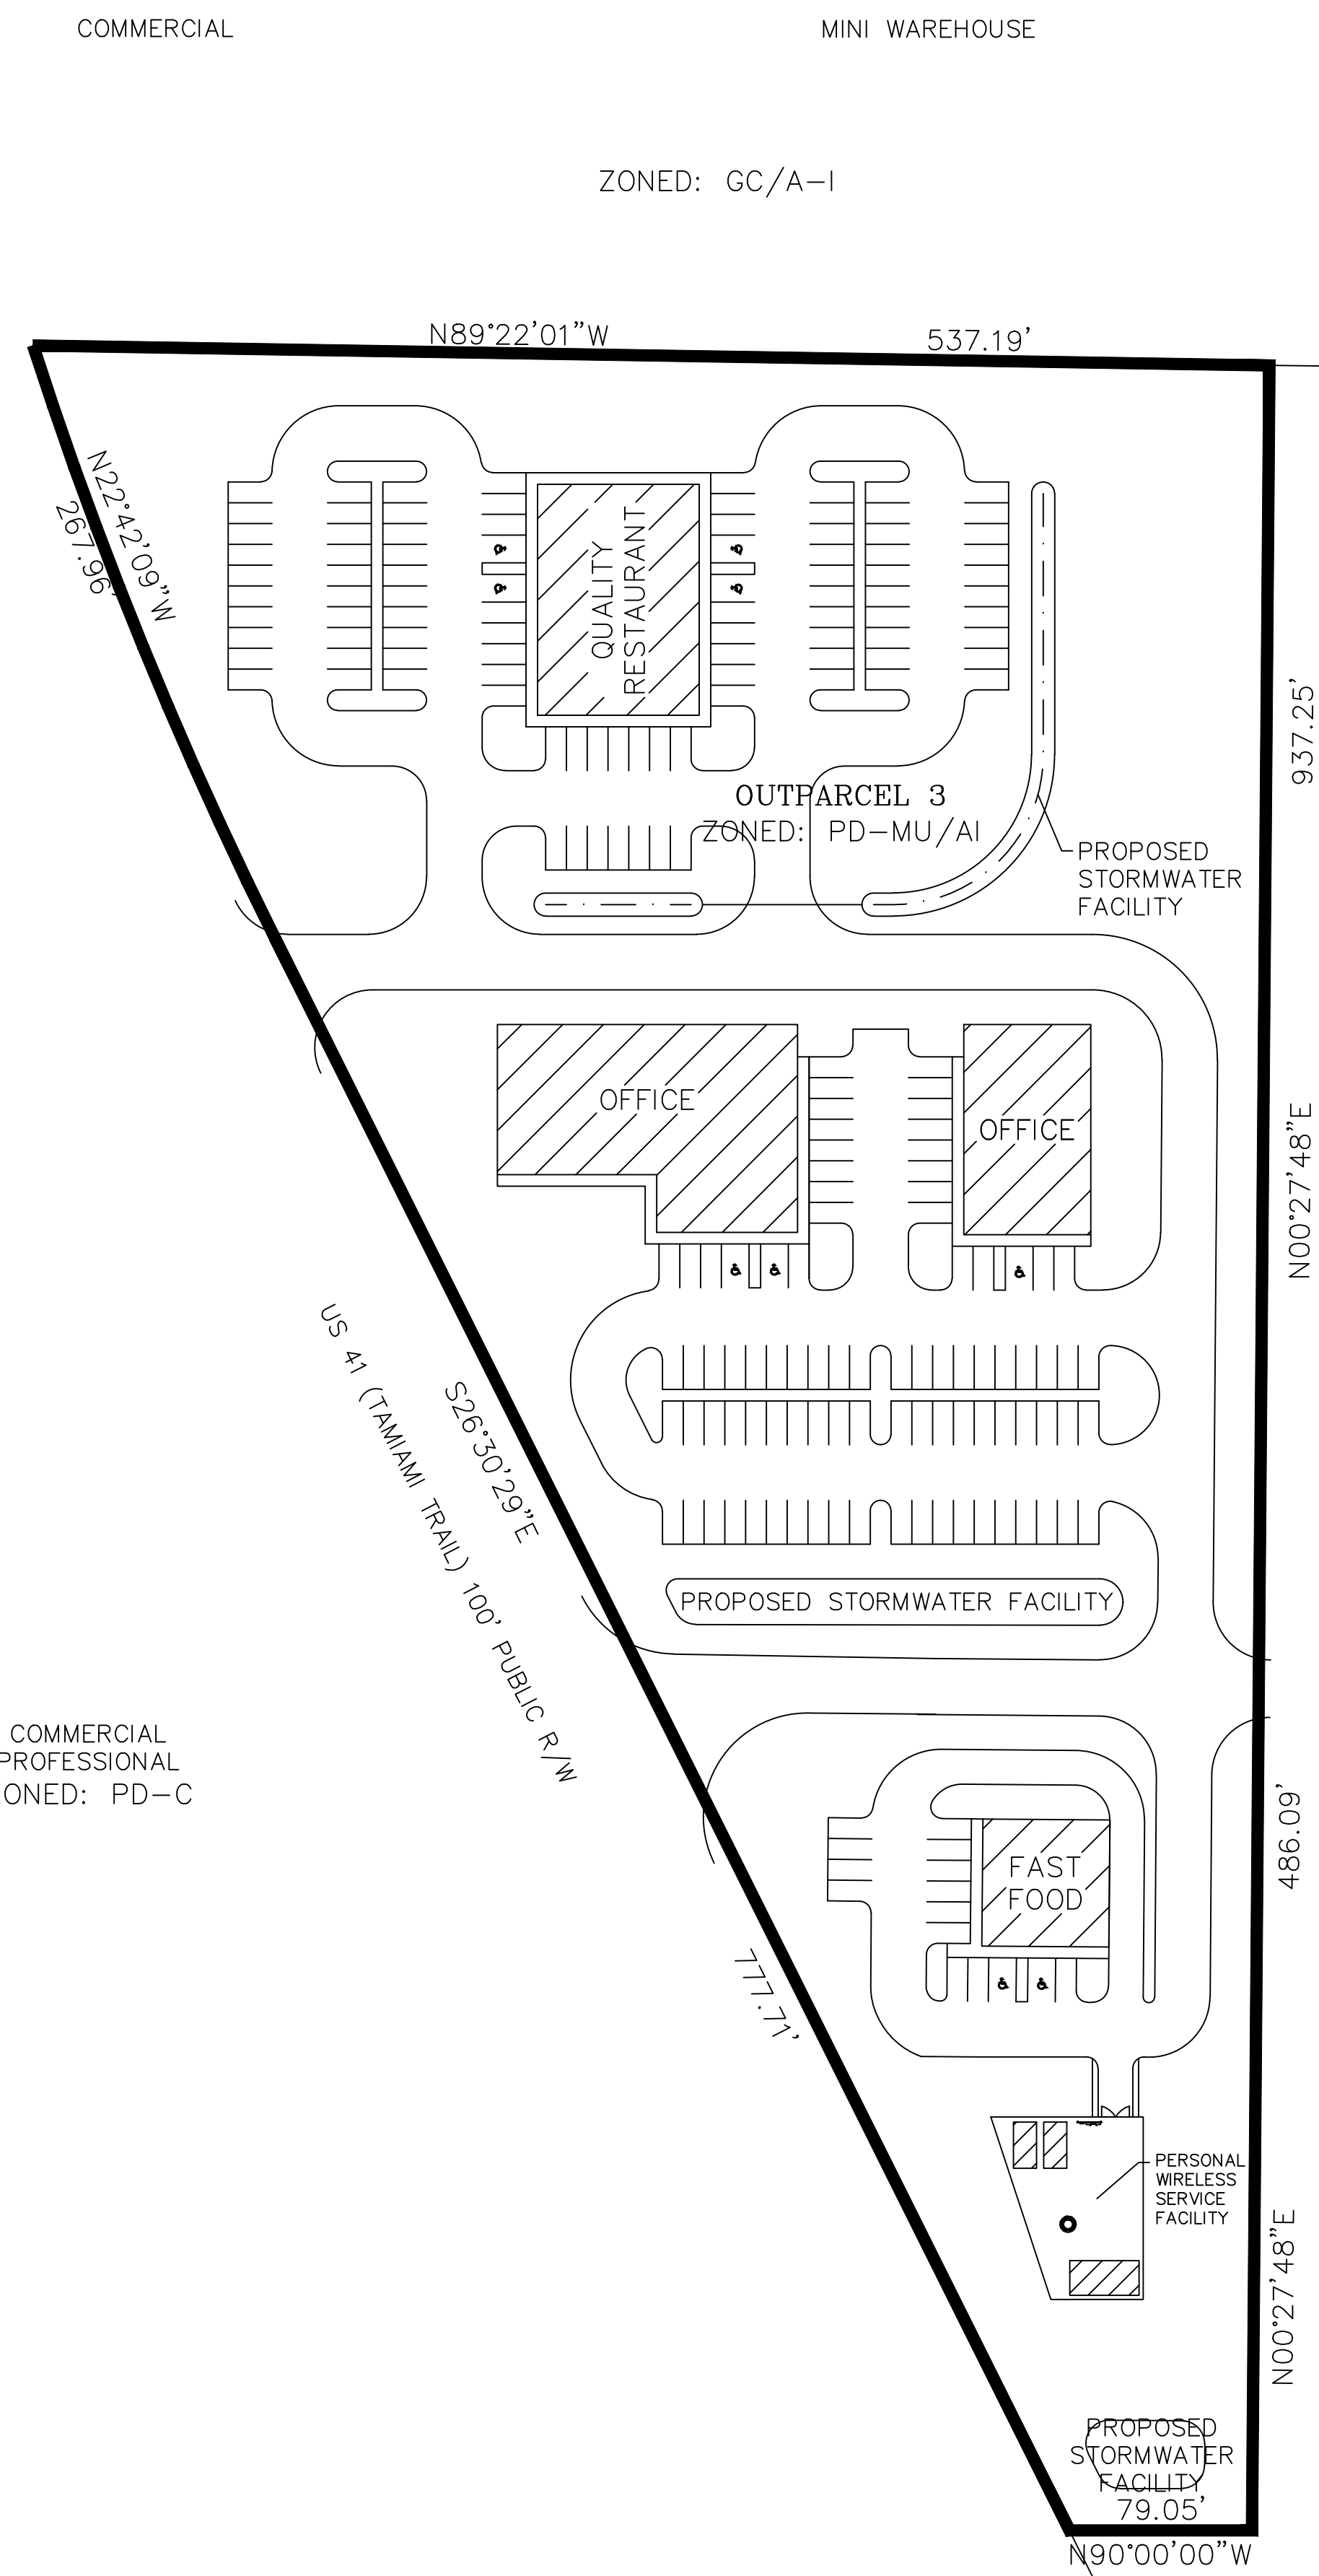 COMMERCIAL
MINI WAREHOUSE
ZONED: GC/A-I
N89°22'01"W
537.19'
N22°42'09"W
267.96'
QUALITY
RESTAURANT
937.25'
OUTPARCEL 3
ZONED: PD-MU/AI
PROPOSED
STORMWATER
FACILITY
OFFICE
OFFICE
N00°27'48"E
US 41 (TAMIAMI TRAIL) 100' PUBLIC R/W
S26°30'29"E
PROPOSED STORMWATER FACILITY
COMMERCIAL
PROFESSIONAL
ONED: PD-C
486.09'
FAST
FOOD
777.71'
PERSONAL
WIRELESS
SERVICE
FACILITY
N00°27'48"E
PROPOSED
STORMWATER
FACILITY
79.05'
N90°00'00"W